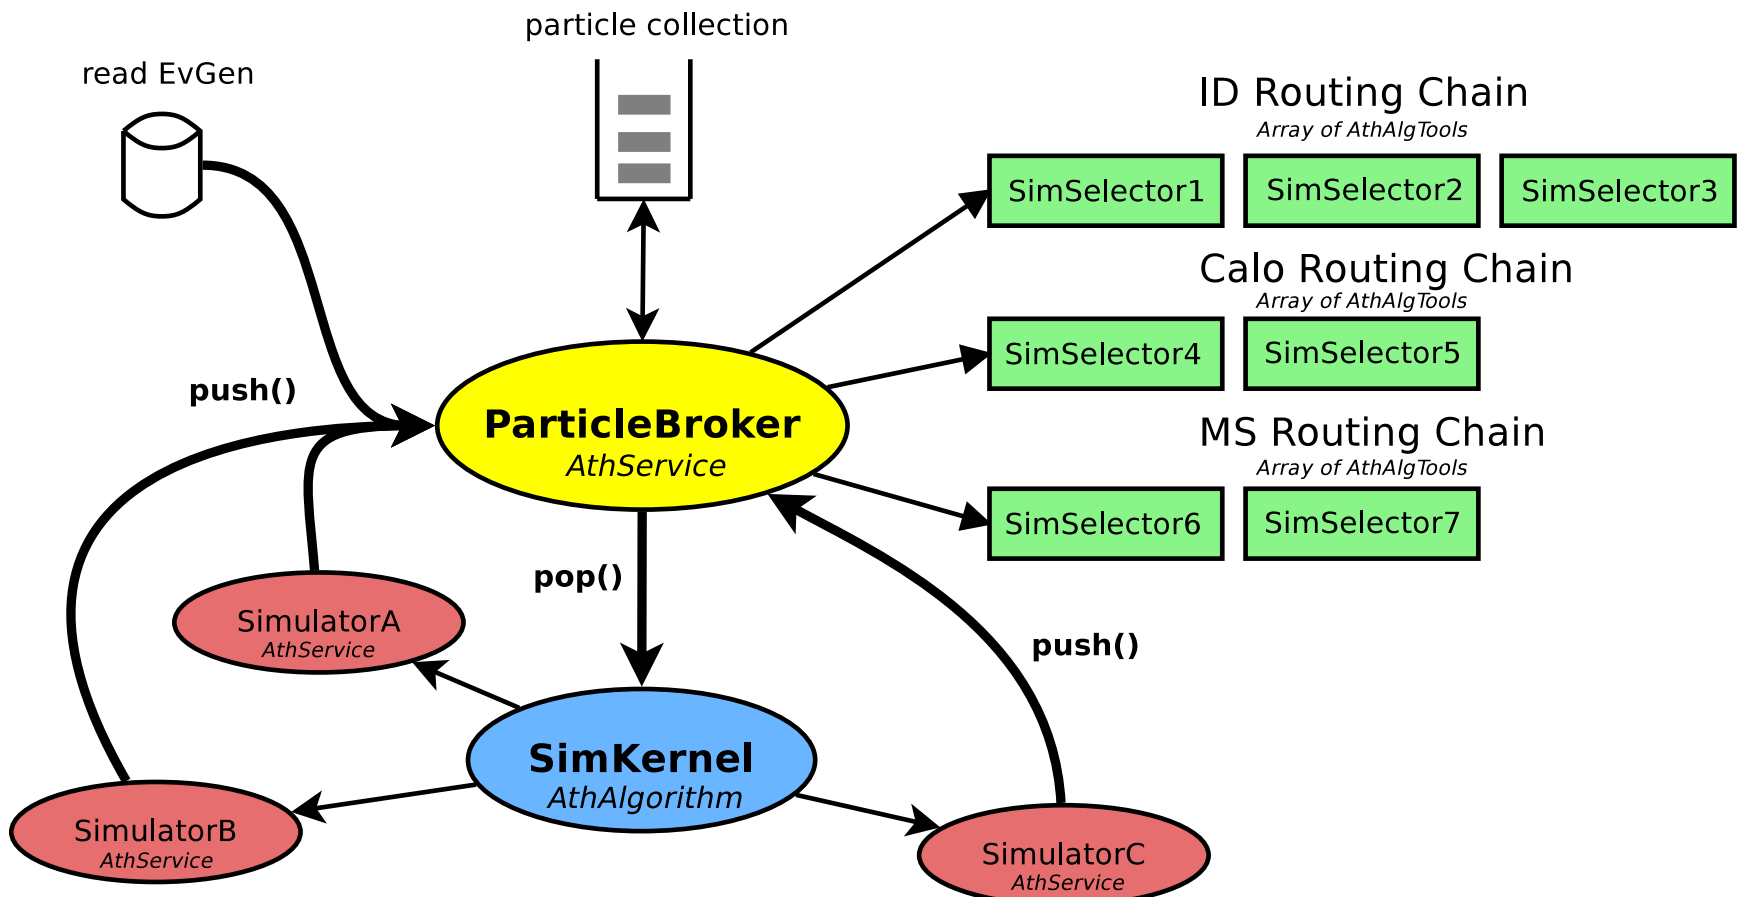 particle collection
read EvGen
ID Routing Chain
Array of AthAlgTools
SimSelector1
SimSelector2
SimSelector3
Calo Routing Chain
Array of AthAlgTools
SimSelector4
SimSelector5
push()
ParticleBroker
AthService
MS Routing Chain
Array of AthAlgTools
SimSelector6
SimSelector7
pop()
SimulatorA
AthService
push()
SimKernel
AthAlgorithm
SimulatorB
AthService
SimulatorC
AthService